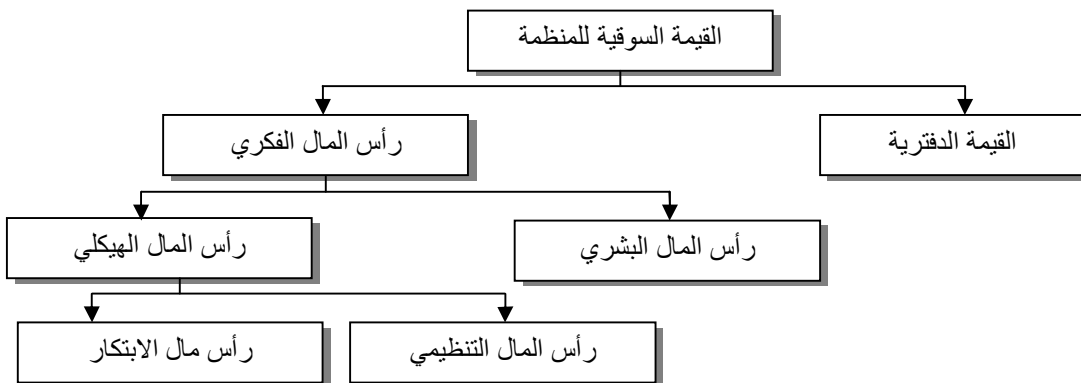 القيمة السوقية للمنظمة
القيمة الدفترية
رأس المال الفكري
رأس المال البشري
رأس المال الهيكلي
رأس المال التنظيمي
رأس مال الابتكار